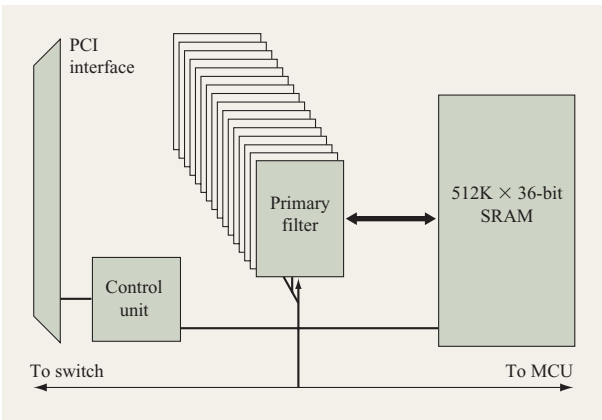 PCI
interface
Primary
filter
512K × 36-bit
SRAM
Control
unit
To switch
To MCU